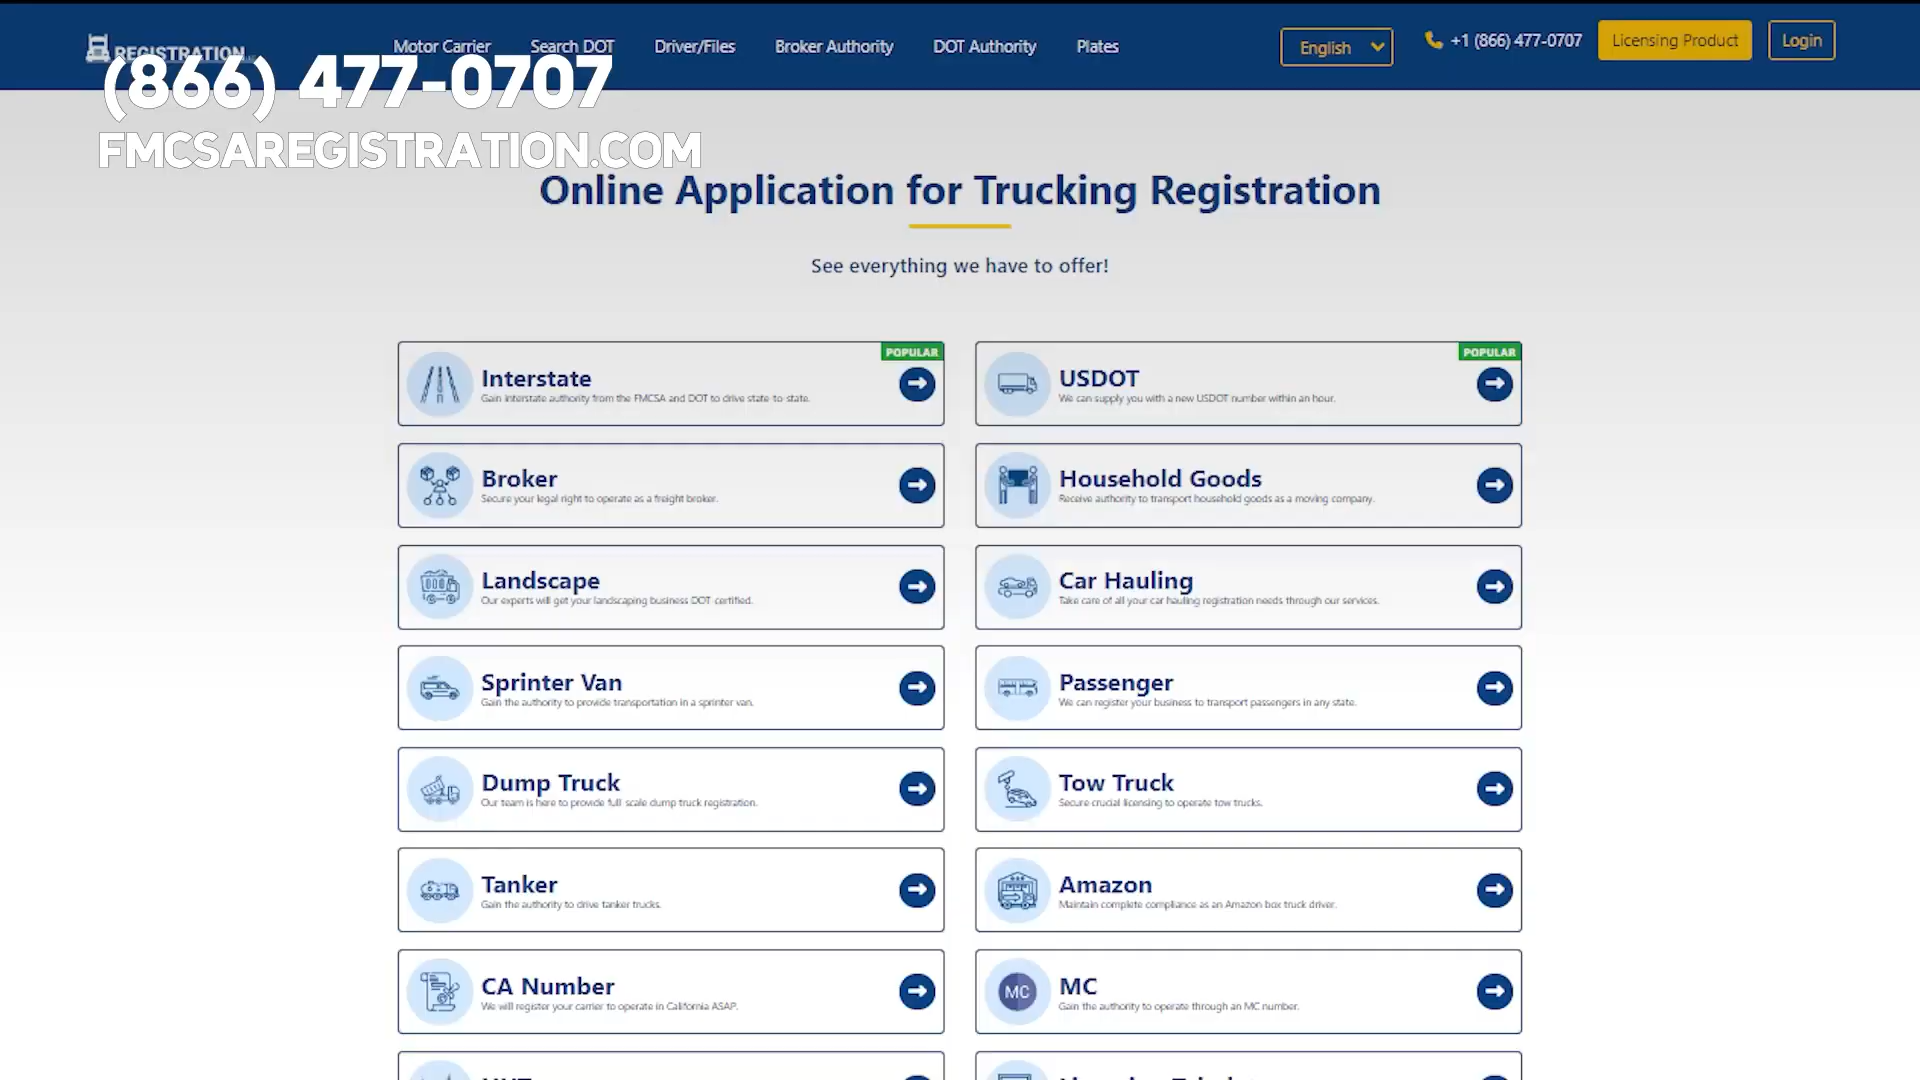 REGISTRATION
Motor Carrier
Search DOT
Driver/Files
Broker Authority
DOT Authority
Plates
English
+1 (866) 477-0707
Licensing Product
Login
(866) 477-0707
FMCSAREGISTRATION.COM
Online Application for Trucking Registration
See everything we have to offer!
POPULAR
Interstate
Gain interstate authority from the FMCSA and DOT to drive state-to-state.
POPULAR
USDOT
We can supply you with a new USDOT number within an hour.
Broker
Secure your legal right to operate as a freight broker.
Household Goods
Receive authority to transport household goods as a moving company.
Landscape
Our experts will get your landscaping business DOT-certified.
Car Hauling
Take care of all your car hauling registration needs through our services.
Sprinter Van
Gain the authority to provide transportation in a sprinter van.
Passenger
We can register your business to transport passengers in any state.
Dump Truck
Our team is here to provide full-scale dump truck registration.
Tow Truck
Secure crucial licensing to operate tow trucks.
Tanker
Gain the authority to drive tanker trucks.
Amazon
Maintain complete compliance as an Amazon box truck driver.
CA Number
We will register your carrier to operate in California ASAP.
MC
MC
Gain the authority to operate through an MC number.